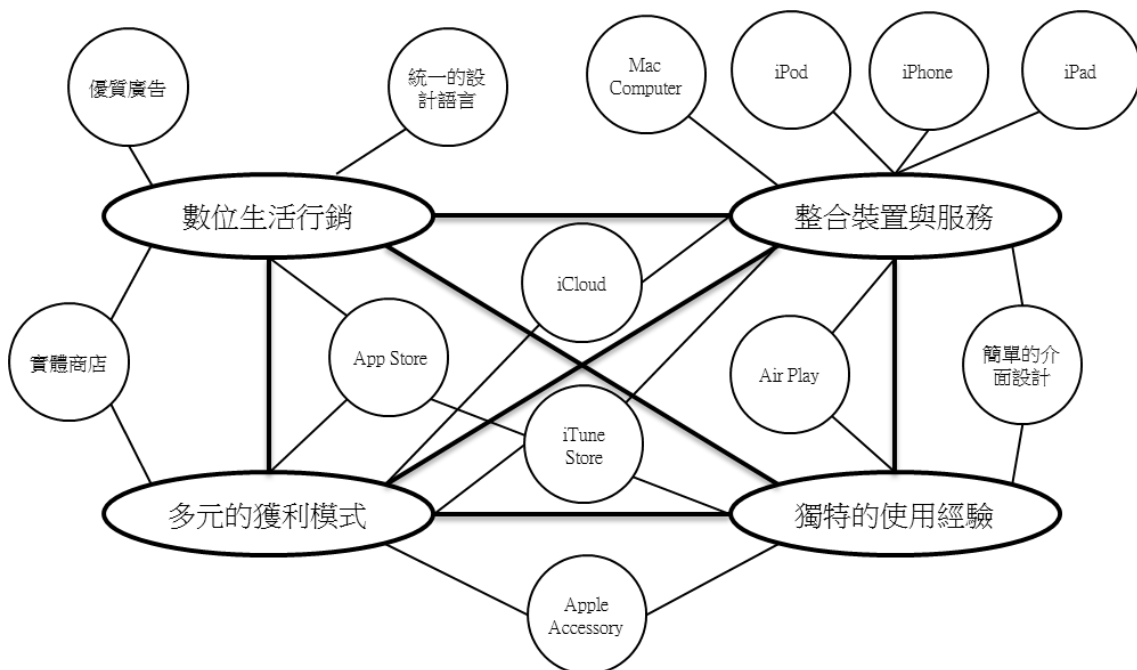 優質廣告
統一的設
計語言
Mac
Computer
iPod
iPhone
iPad
數位生活行銷
整合裝置與服務
iCloud
實體商店
App Store
Air Play
簡單的介
面設計
iTune
Store
多元的獲利模式
獨特的使用經驗
Apple
Accessory